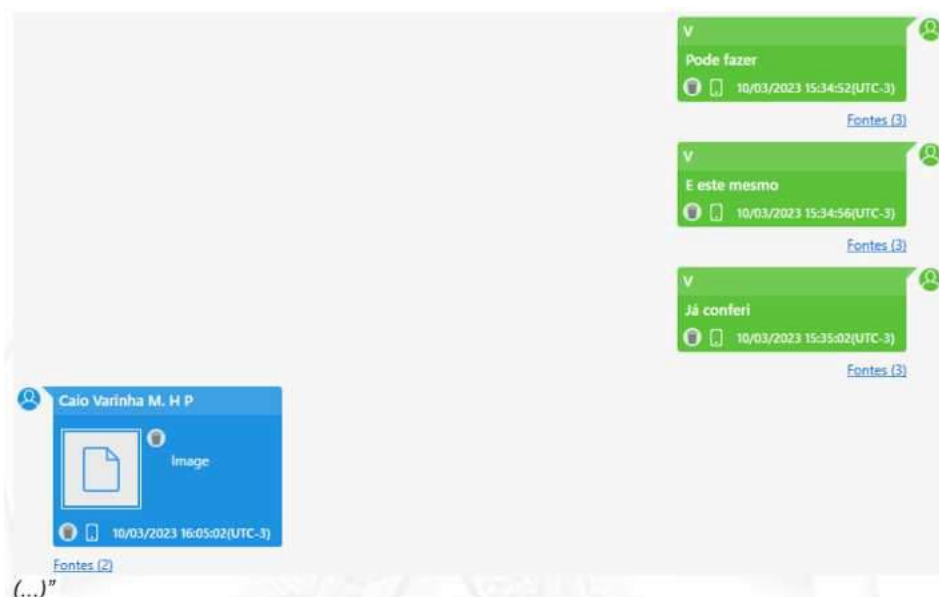 V
Pode fazer
10/03/2023 15:34:52(UTC-3)
Fontes (3)
V
E este mesmo
10/03/2023 15:34:56(UTC-3)
Fontes (3)
V
Já conferi
10/03/2023 15:35:02(UTC-3)
Fontes (3)
Caio Varinha M. H P
Image
10/03/2023 16:05:02(UTC-3)
Fontes (2)
(...)"